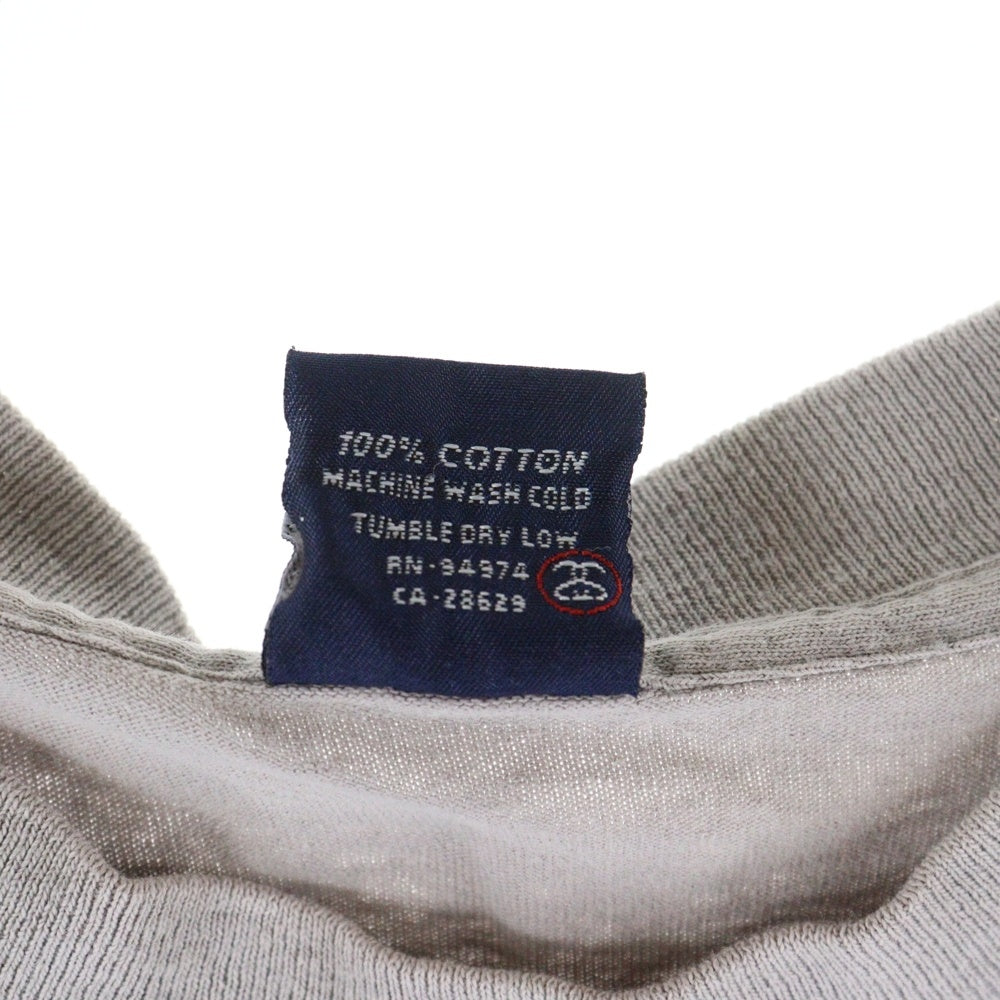 100% COTTON
MACHINE WASH COLD
TUMBLE DRY LOW
RN-94974
CA-28629